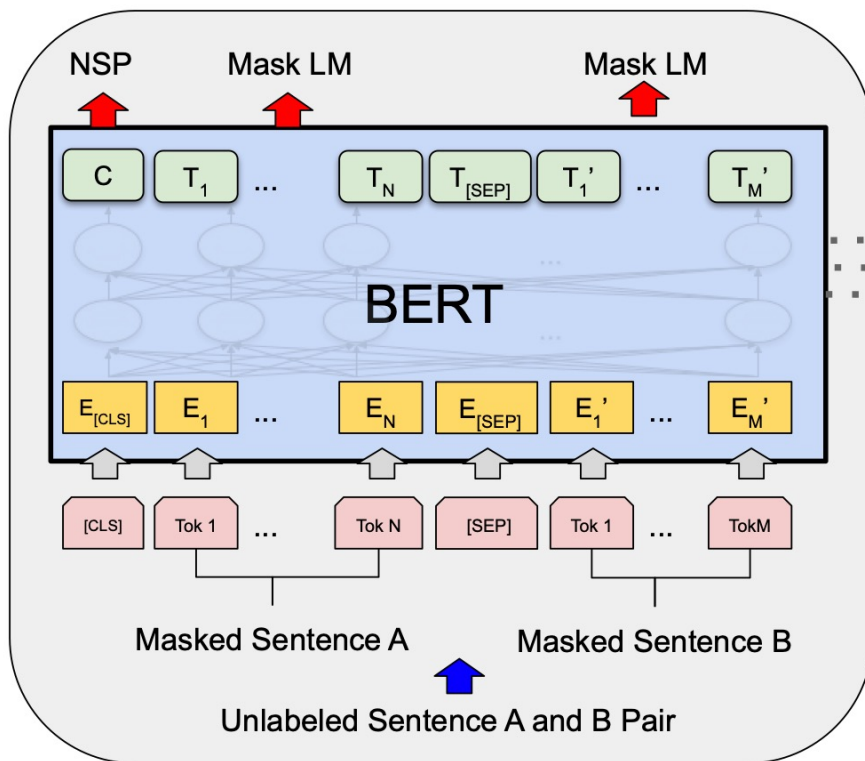 NSP Mask LM Mask LM
C T1 ... TN T[SEP] T1' ... TM'
...
BERT
...
E[CLS] E1 ... EN E[SEP] E1' ... EM'
[CLS] Tok 1 ... Tok N [SEP] Tok 1 ... TokM
Masked Sentence A Masked Sentence B
Unlabeled Sentence A and B Pair